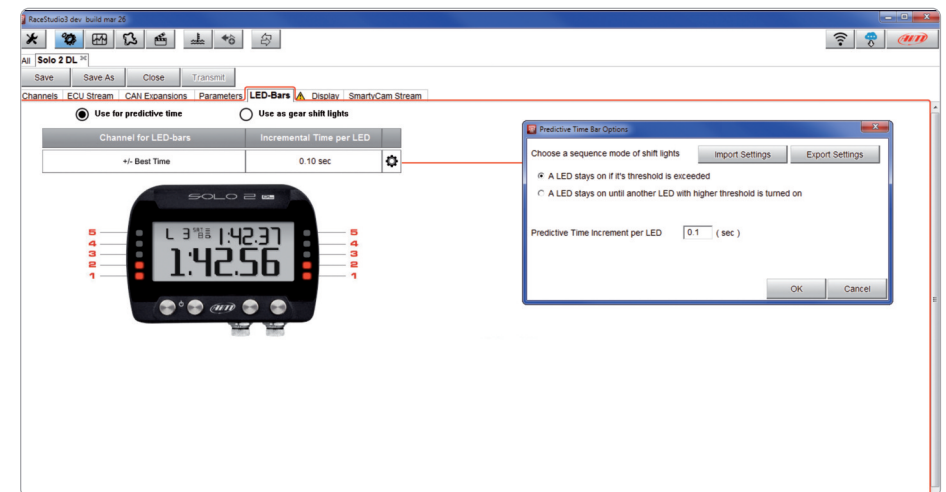 RaceStudio3 dev build mar 26
AiM
All Solo 2 DL
Save Save As Close Transmit
Channels ECU Stream CAN Expansions Parameters LED-Bars Display SmartyCam Stream
Use for predictive time Use as gear shift lights
Channel for LED-bars Incremental Time per LED
+/- Best Time 0.10 sec
SOLO 2 DL
L 3 1:42.37
1:42.56
5 5
4 4
3 3
2 2
1 1
AiM
Predictive Time Bar Options
Choose a sequence mode of shift lights Import Settings Export Settings
A LED stays on if it's threshold is exceeded
A LED stays on until another LED with higher threshold is turned on
Predictive Time Increment per LED 0.1 ( sec )
OK Cancel